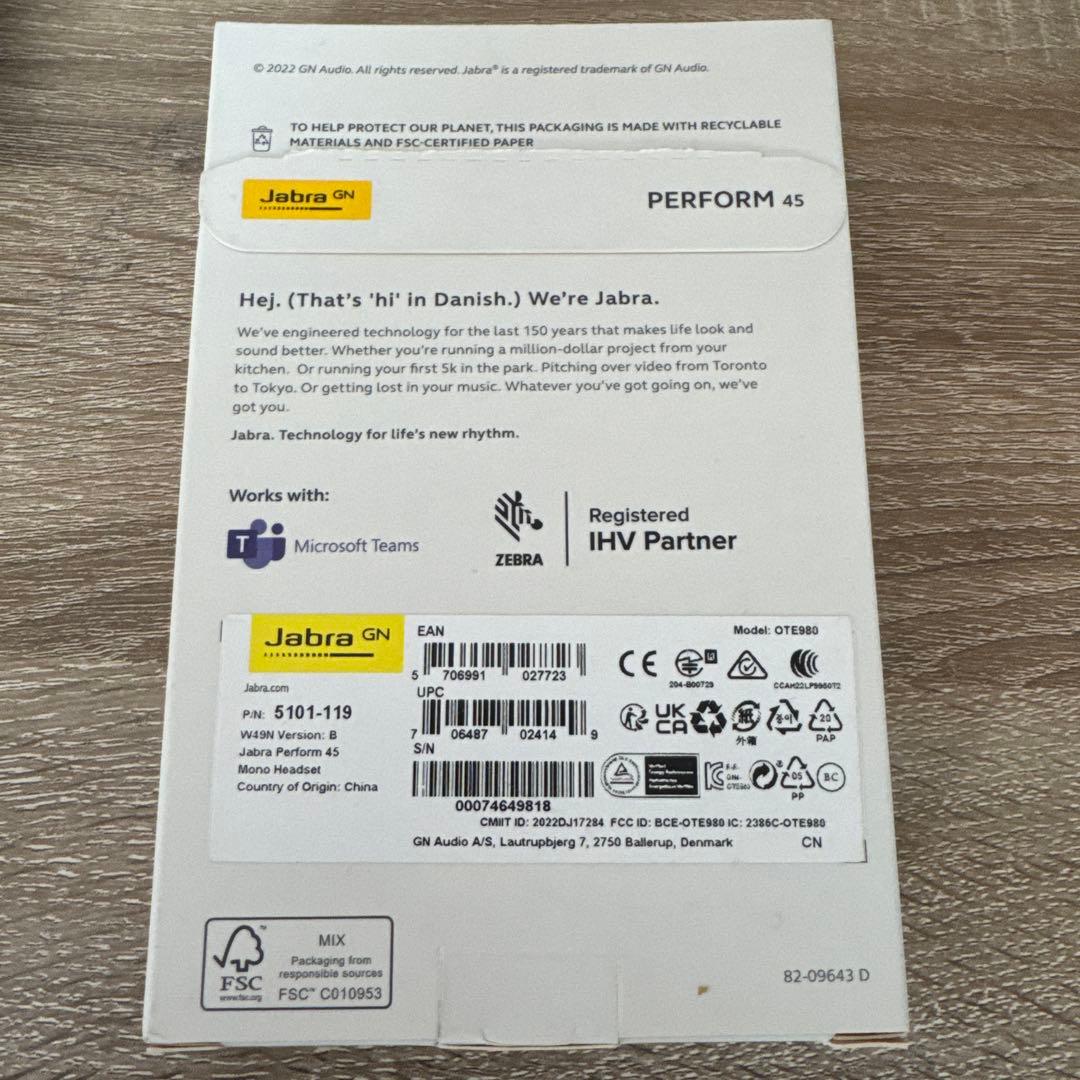 © 2022 GN Audio. All rights reserved. Jabra® is a registered trademark of GN Audio.
TO HELP PROTECT OUR PLANET, THIS PACKAGING IS MADE WITH RECYCLABLE
MATERIALS AND FSC-CERTIFIED PAPER
Jabra GN
PERFORM 45
Hej. (That's 'hi' in Danish.) We're Jabra.
We've engineered technology for the last 150 years that makes life look and
sound better. Whether you're running a million-dollar project from your
kitchen. Or running your first 5k in the park. Pitching over video from Toronto
to Tokyo. Or getting lost in your music. Whatever you've got going on, we've
got you.
Jabra. Technology for life's new rhythm.
Works with:
T Microsoft Teams
ZEBRA
Registered
IHV Partner
Jabra GN
Jabra.com
P/N: 5101-119
W49N Version: B
Jabra Perform 45
Mono Headset
Country of Origin: China
EAN
5 706991 027723
UPC
7 06487 02414 9
S/N
00074649818
Model: OTE980
CE
204-B00729
UK
CA
紙
外箱
종이
20
PAP
05
PP
BC
CMIIT ID: 2022DJ17284 FCC ID: BCE-OTE980 IC: 2386C-OTE980
GN Audio A/S, Lautrupbjerg 7, 2750 Ballerup, Denmark CN
FSC™
www.fsc.org
MIX
Packaging from
responsible sources
FSC™ C010953
82-09643 D